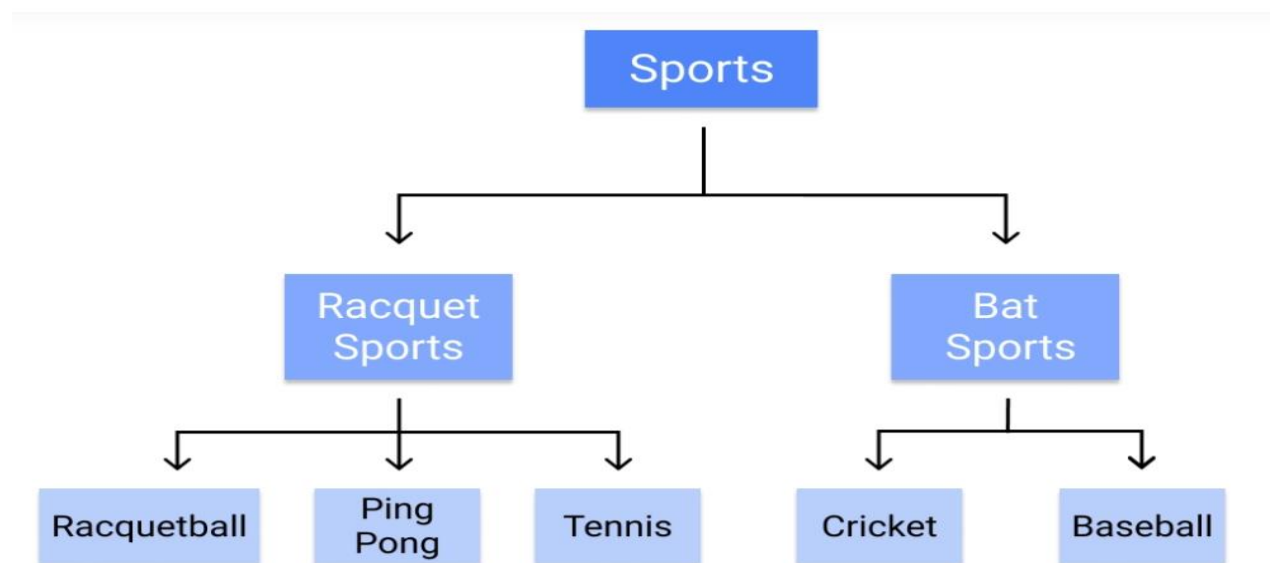 Sports
Racquet
Sports
Bat
Sports
Racquetball
Ping
Pong
Tennis
Cricket
Baseball